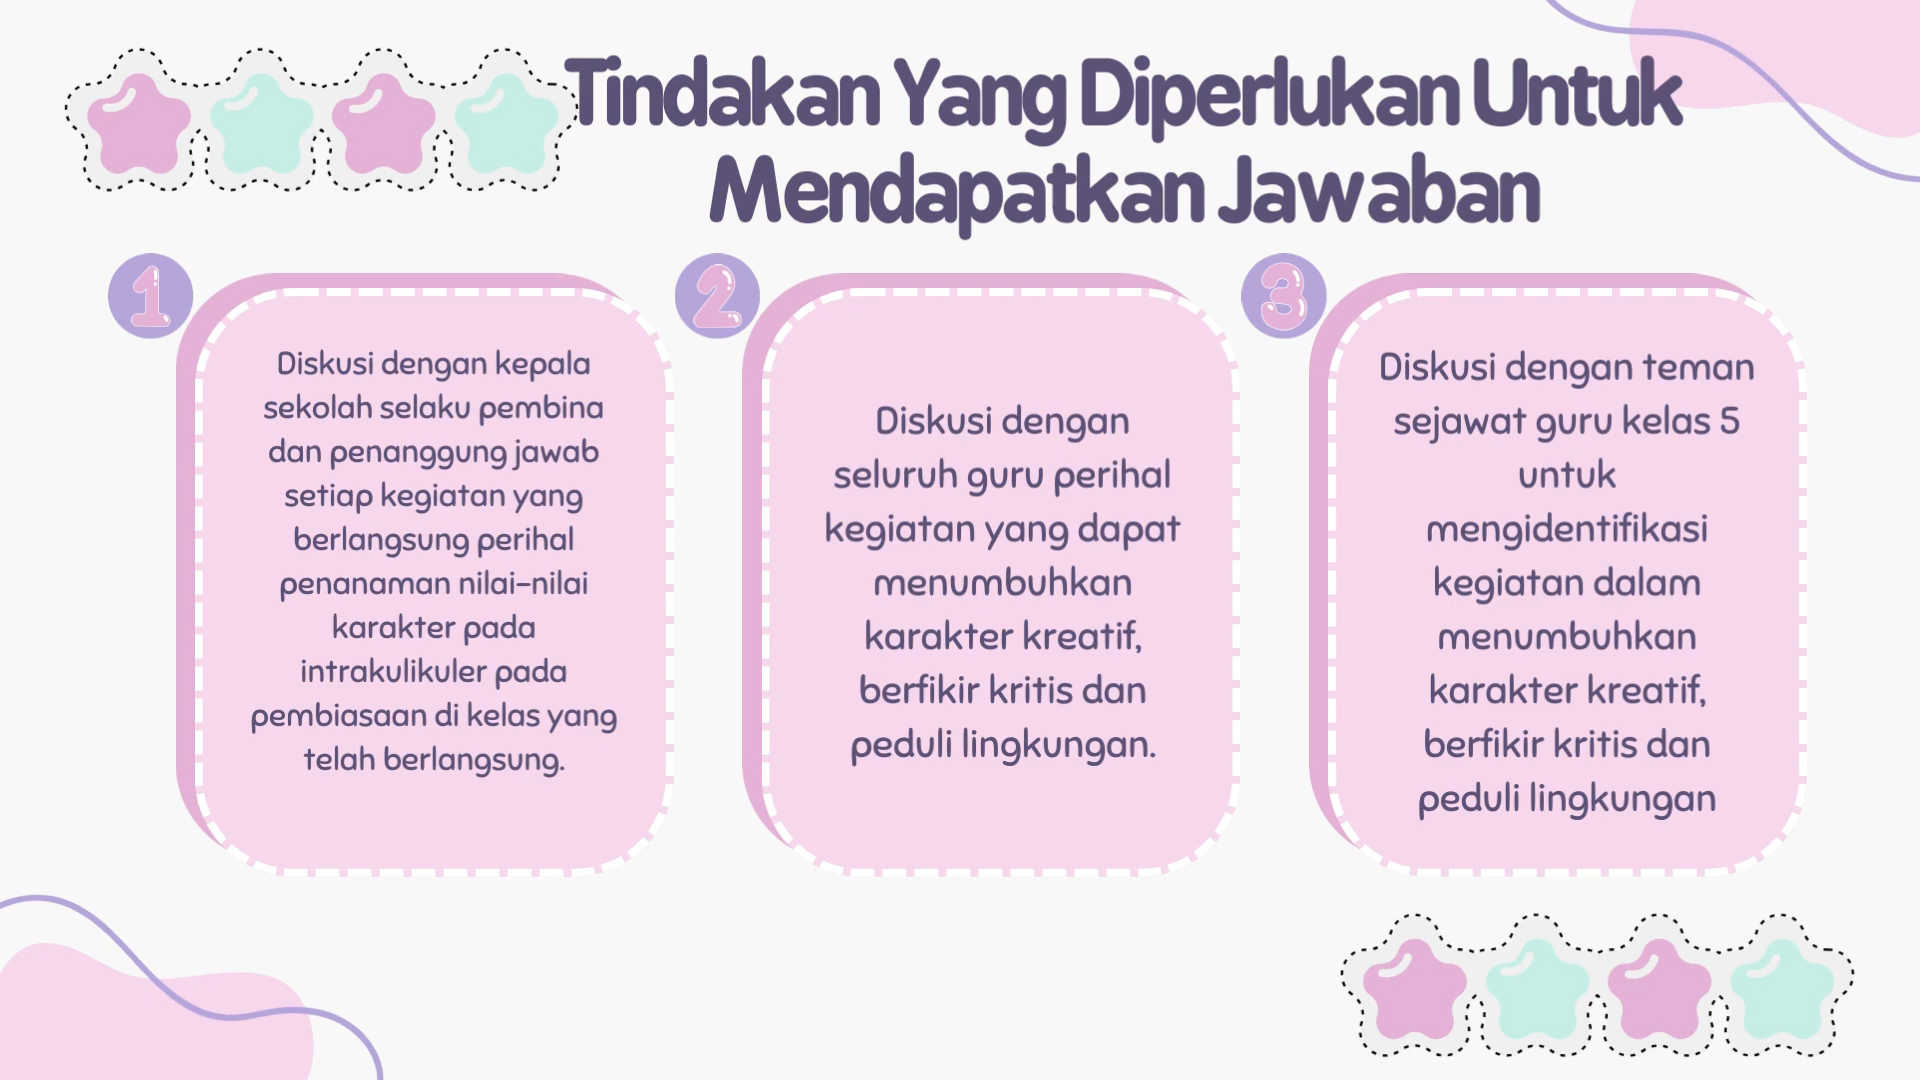 Tindakan Yang Diperlukan Untuk
Mendapatkan Jawaban
1
Diskusi dengan kepala
sekolah selaku pembina
dan penanggung jawab
setiap kegiatan yang
berlangsung perihal
penanaman nilai-nilai
karakter pada
intrakulikuler pada
pembiasaan di kelas yang
telah berlangsung.
2
Diskusi dengan
seluruh guru perihal
kegiatan yang dapat
menumbuhkan
karakter kreatif,
berfikir kritis dan
peduli lingkungan.
3
Diskusi dengan teman
sejawat guru kelas 5
untuk
mengidentifikasi
kegiatan dalam
menumbuhkan
karakter kreatif,
berfikir kritis dan
peduli lingkungan